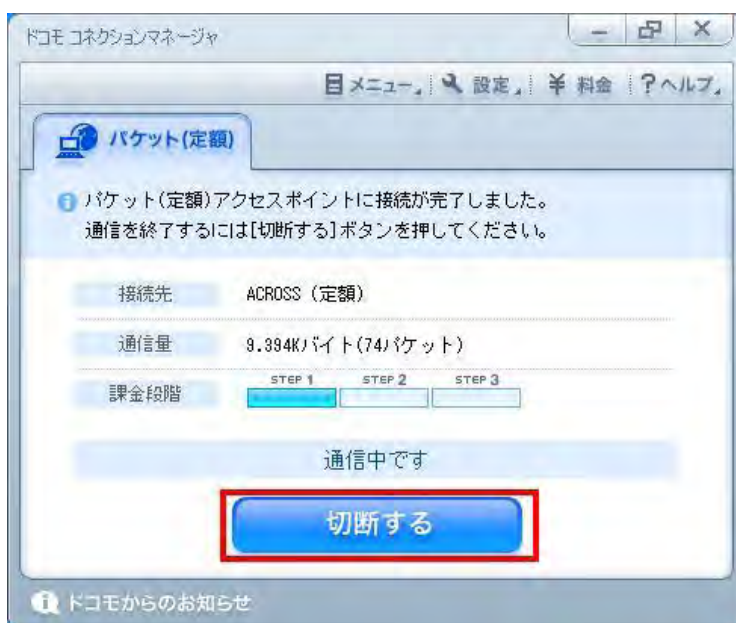 ドコモ コネクションマネージャ
メニュー 設定 ¥ 料金 ?ヘルプ
パケット(定額)
パケット(定額)アクセスポイントに接続が完了しました。
通信を終了するには[切断する]ボタンを押してください。
接続先 ACROSS (定額)
通信量 9.394Kバイト(74パケット)
STEP 1 STEP 2 STEP 3
課金段階
通信中です
切断する
ドコモからのお知らせ